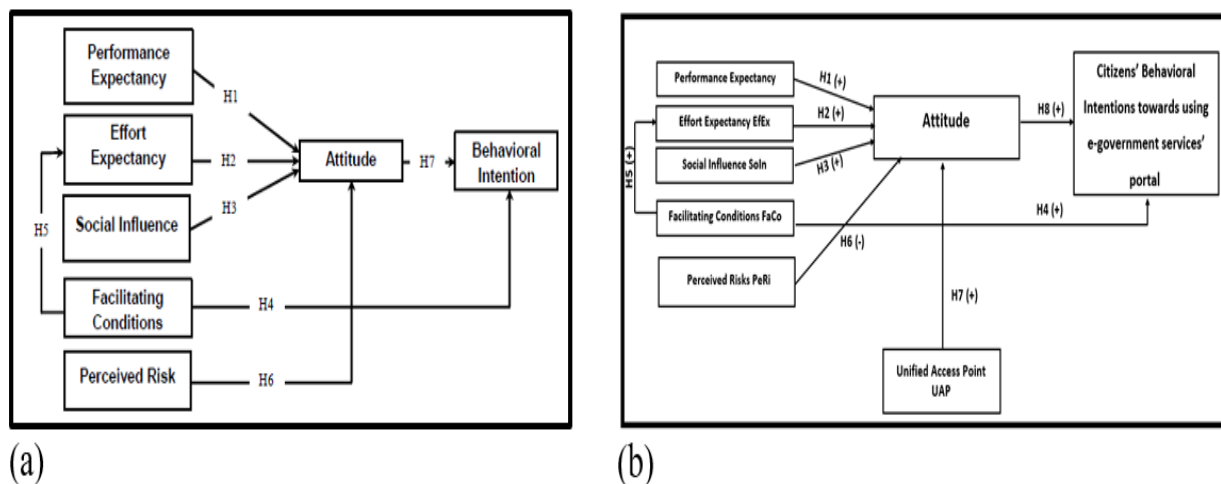 Performance
Expectancy
H1
Effort
Expectancy
H2
Attitude
H7
Behavioral
Intention
H3
Social Influence
H5
Facilitating
Conditions
H4
Perceived Risk
H6
(a)
Performance Expectancy
H1 (+)
Citizens' Behavioral
Intentions towards using
e-government services'
portal
Effort Expectancy EfEx
H2 (+)
Attitude
H8 (+)
Social Influence SoIn
H3 (+)
H5 (+)
Facilitating Conditions FaCo
H4 (+)
H6 (-)
Perceived Risks PeRi
H7 (+)
Unified Access Point
UAP
(b)